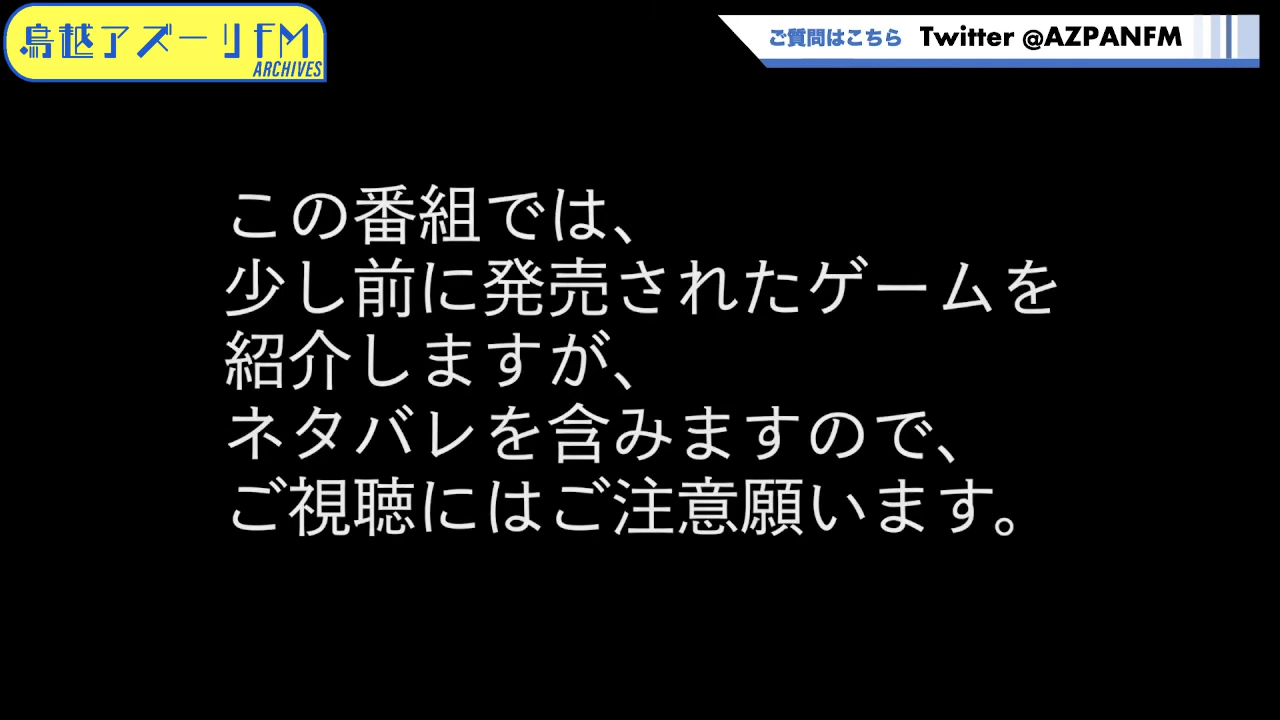 鳥越アズーリFM
ARCHIVES
ご質問はこちら Twitter @AZPANFM
この番組では、
少し前に発売されたゲームを
紹介しますが、
ネタバレを含みますので、
ご視聴にはご注意願います。